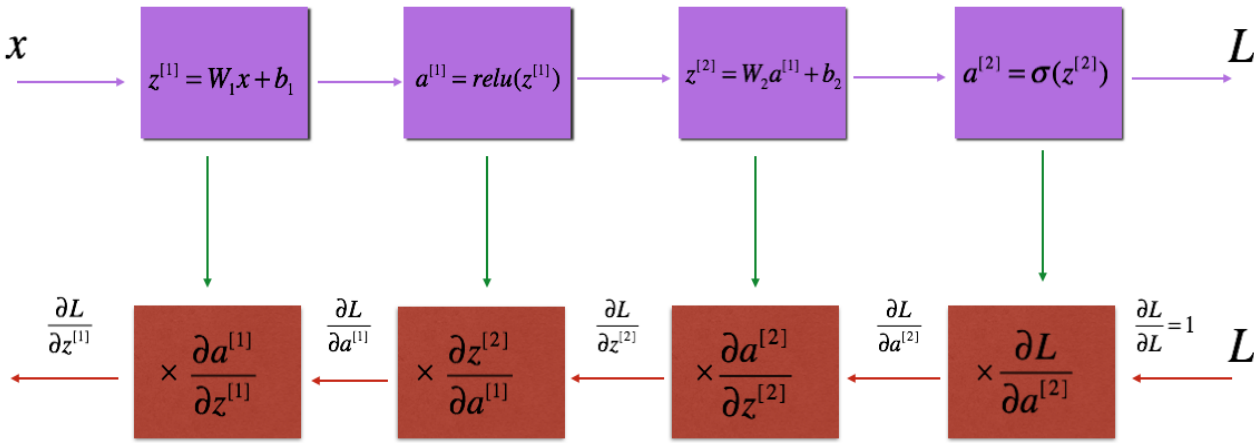 x
z^{[1]} = W_1 x + b_1
a^{[1]} = relu(z^{[1]})
z^{[2]} = W_2 a^{[1]} + b_2
a^{[2]} = σ(z^{[2]})
L
∂L/∂z^{[1]}
× ∂a^{[1]}/∂z^{[1]}
∂L/∂a^{[1]}
× ∂z^{[2]}/∂a^{[1]}
∂L/∂z^{[2]}
× ∂a^{[2]}/∂z^{[2]}
∂L/∂a^{[2]}
× ∂L/∂a^{[2]}
∂L/∂L = 1
L